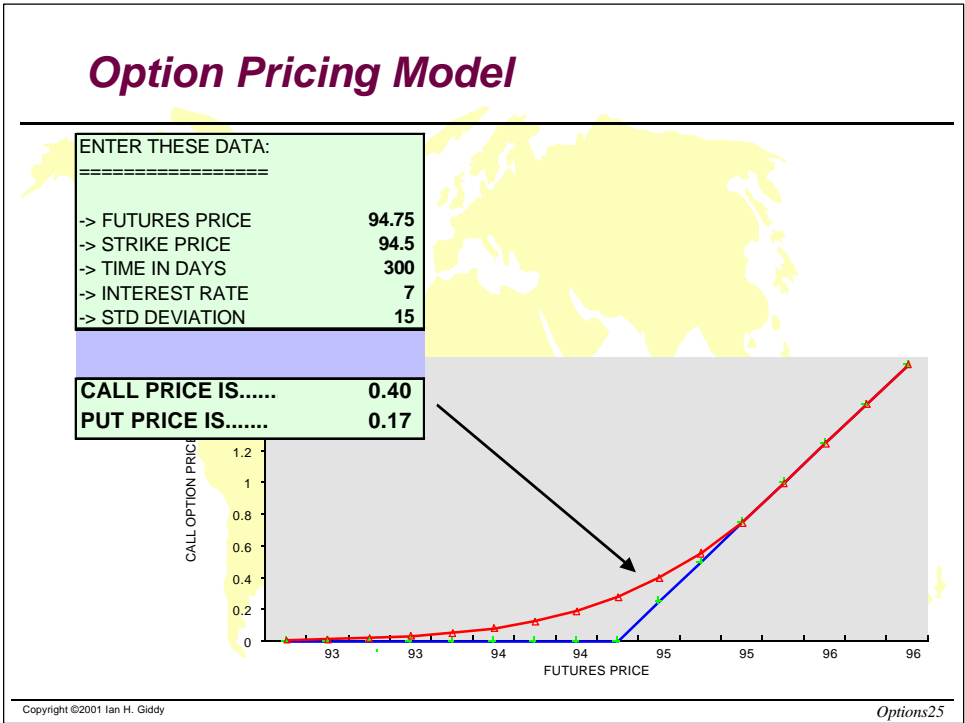 Option Pricing Model
ENTER THESE DATA:
=================
-> FUTURES PRICE 94.75
-> STRIKE PRICE 94.5
-> TIME IN DAYS 300
-> INTEREST RATE 7
-> STD DEVIATION 15
CALL PRICE IS...... 0.40
PUT PRICE IS....... 0.17
CALL OPTION PRICE
1.2
1
0.8
0.6
0.4
0.2
0
93 93 94 94 95 95 96 96
FUTURES PRICE
Copyright ©2001 Ian H. Giddy
Options25